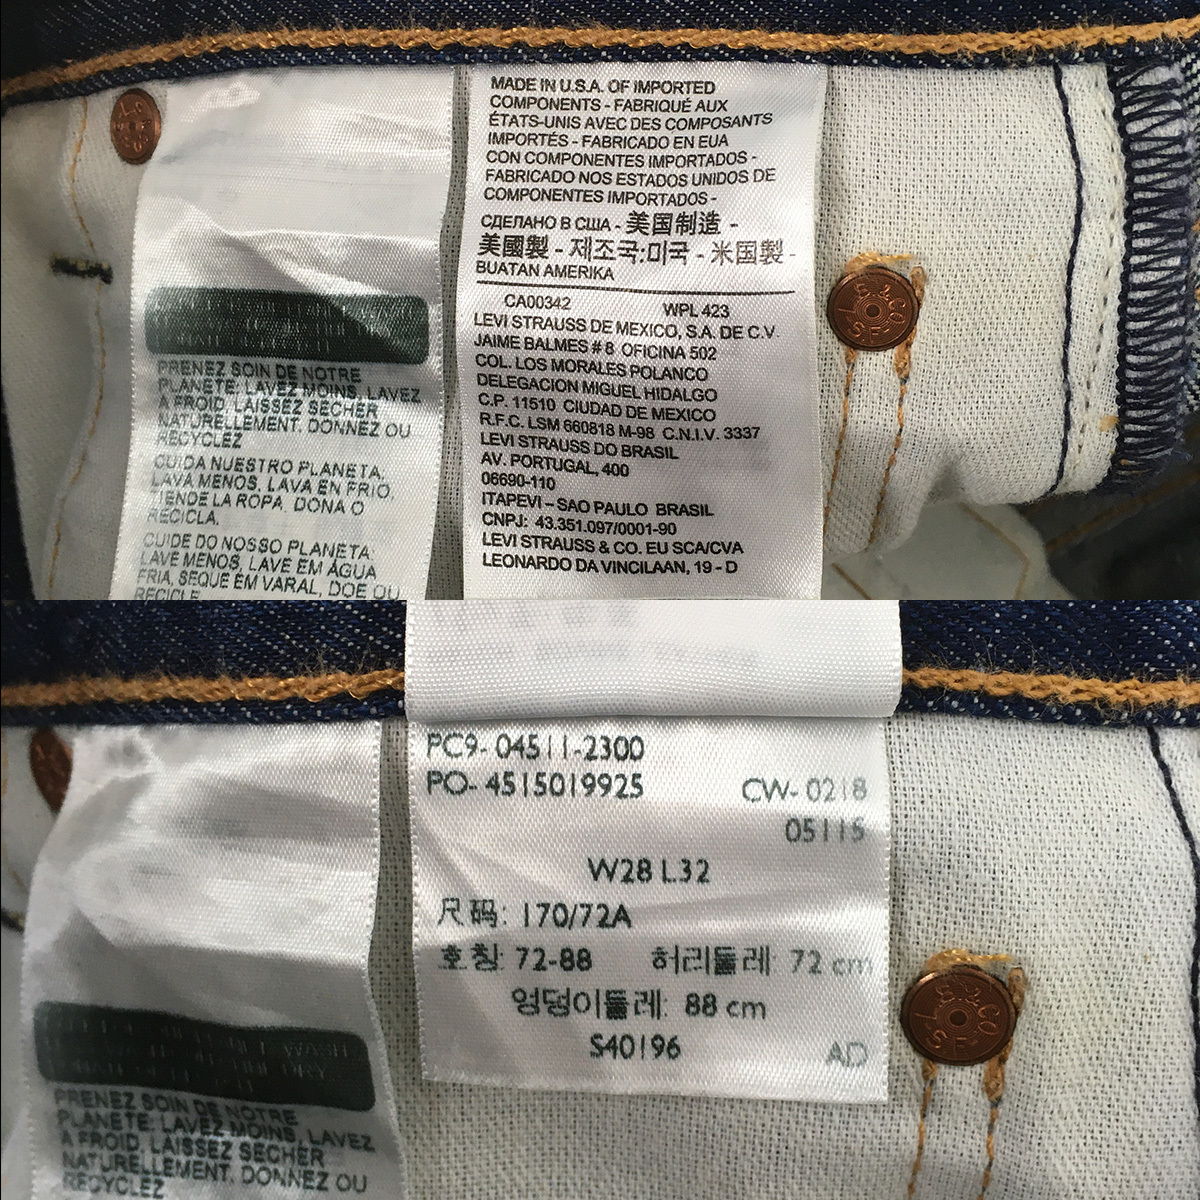 MADE IN U.S.A. OF IMPORTED
COMPONENTS - FABRIQUÉ AUX
ÉTATS-UNIS AVEC DES COMPOSANTS
IMPORTÉS - FABRICADO EN EUA
CON COMPONENTES IMPORTADOS -
FABRICADO NOS ESTADOS UNIDOS DE
COMPONENTES IMPORTADOS -
СДЕЛАНО В США - 美国制造 -
美國製 - 제조국:미국 - 米国製 -
BUATAN AMERIKA
CA00342 WPL 423
LEVI STRAUSS DE MEXICO, S.A. DE C.V.
JAIME BALMES # 8 OFICINA 502
COL. LOS MORALES POLANCO
DELEGACION MIGUEL HIDALGO
C.P. 11510 CIUDAD DE MEXICO
R.F.C. LSM 660818 M-98 C.N.I.V. 3337
LEVI STRAUSS DO BRASIL
AV. PORTUGAL, 400
06690-110
ITAPEVI – SAO PAULO BRASIL
CNPJ: 43.351.097/0001-90
LEVI STRAUSS & CO. EU SCA/CVA
LEONARDO DA VINCILAAN, 19 - D
PRENEZ SOIN DE NOTRE
PLANÈTE: LAVEZ MOINS, LAVEZ
À FROID, LAISSEZ SÉCHER
NATURELLEMENT, DONNEZ OU
RECYCLEZ
CUIDA NUESTRO PLANETA,
LAVA MENOS, LAVA EN FRIO,
TIENDE LA ROPA, DONA O
RECICLA.
CUIDE DO NOSSO PLANETA,
LAVE MENOS, LAVE EM ÁGUA
FRIA, SEQUE EM VARAL, DOE OU
RECICLE
S. & CO
L S.F.
PC9- 04511-2300
PO- 4515019925 CW- 0218
05115
W28 L32
尺码: 170/72A
호칭: 72-88 허리둘레: 72 cm
엉덩이둘레: 88 cm
S40196 AD
PRENEZ SOIN DE NOTRE
PLANÈTE: LAVEZ MOINS, LAVEZ
À FROID, LAISSEZ SÉCHER
NATURELLEMENT, DONNEZ OU
RECYCLEZ
S. & CO
L S.F.